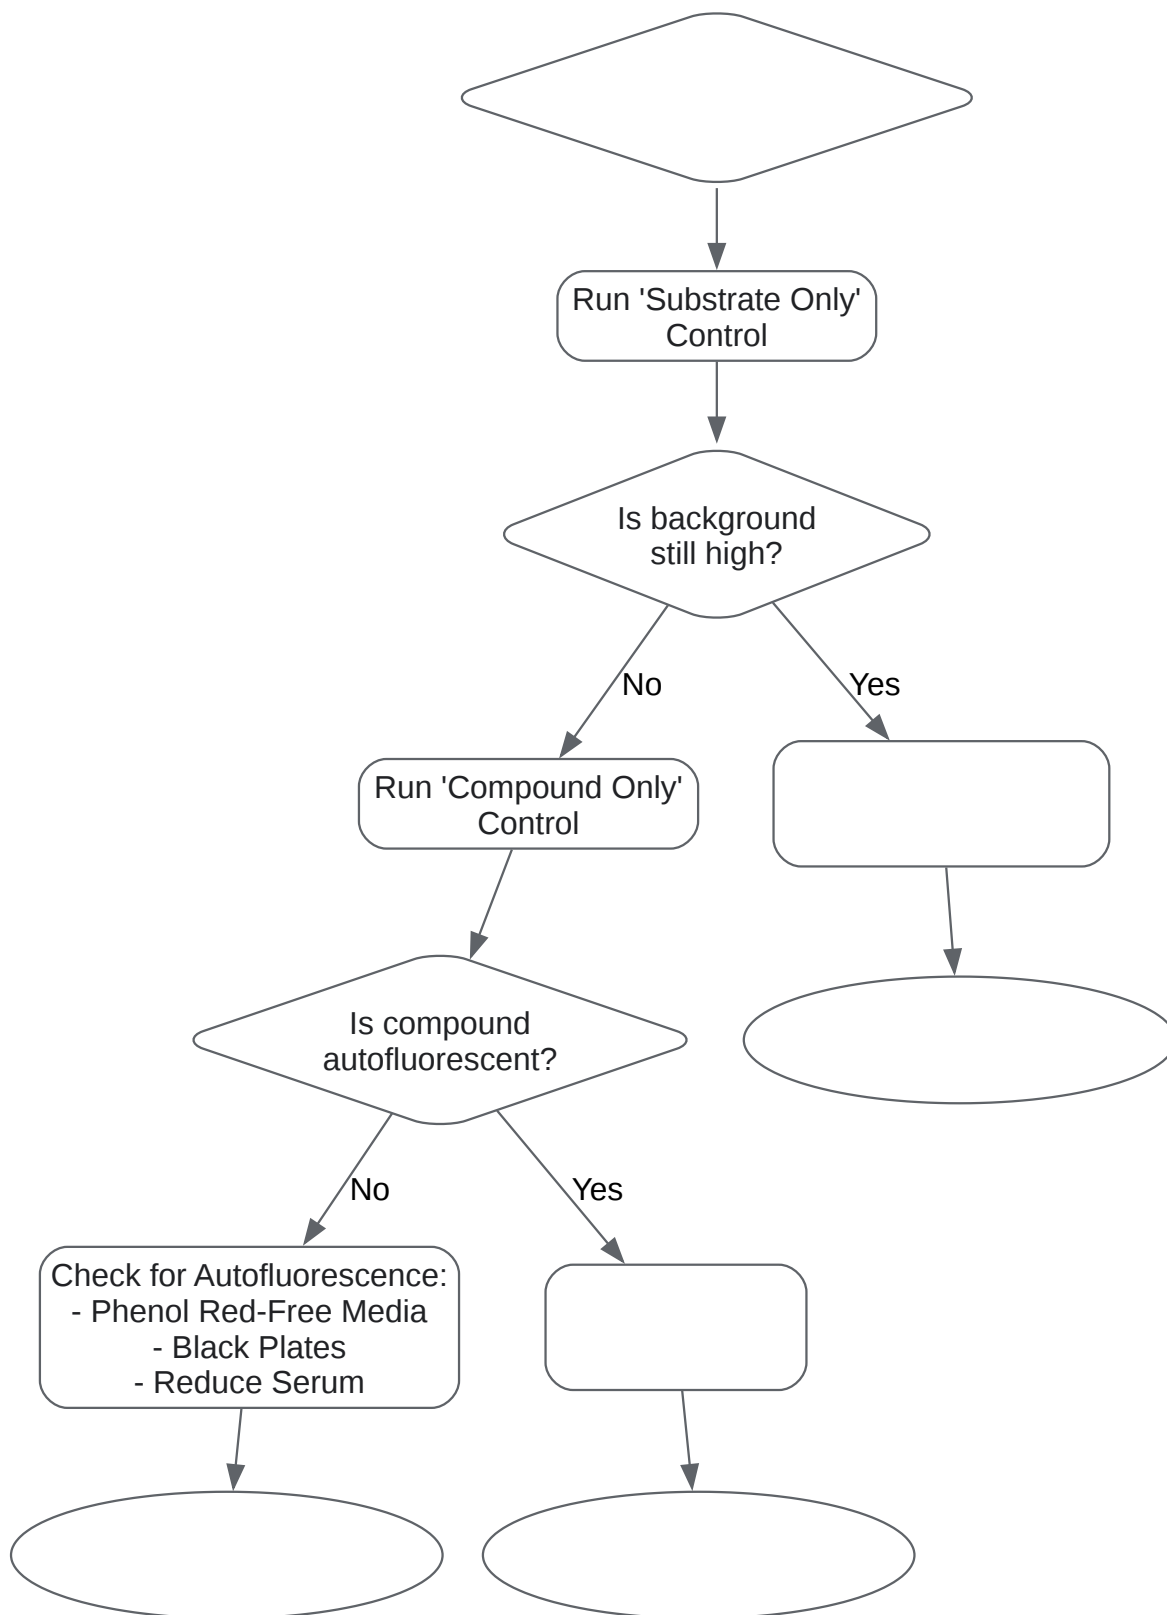 Run 'Substrate Only'
Control
Is background
still high?
No
Yes
Run 'Compound Only'
Control
Is compound
autofluorescent?
No
Yes
Check for Autofluorescence:
- Phenol Red-Free Media
- Black Plates
- Reduce Serum